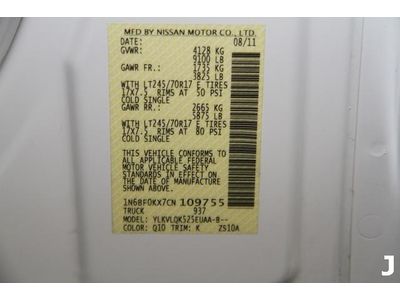 MFD BY NISSAN MOTOR CO., LTD.
DATE: 08/11
GVWR: 4128 KG
9100 LB
GAWR FR.: 1735 KG
3825 LB
WITH LT245/70R17 E TIRES
17X7.5 RIMS AT 50 PSI
COLD SINGLE
GAWR RR.: 2665 KG
5875 LB
WITH LT245/70R17 E TIRES
17X7.5 RIMS AT 80 PSI
COLD SINGLE
THIS VEHICLE CONFORMS TO
ALL APPLICABLE FEDERAL
MOTOR VEHICLE SAFETY
STANDARDS IN EFFECT ON
THE DATE OF MANUFACTURE
SHOWN ABOVE.
1N6BF0KX7CN 109755
TRUCK 937
MODEL: YLKVLQK525EUAA-B--
COLOR: Q10 TRIM: K ZS10A
J